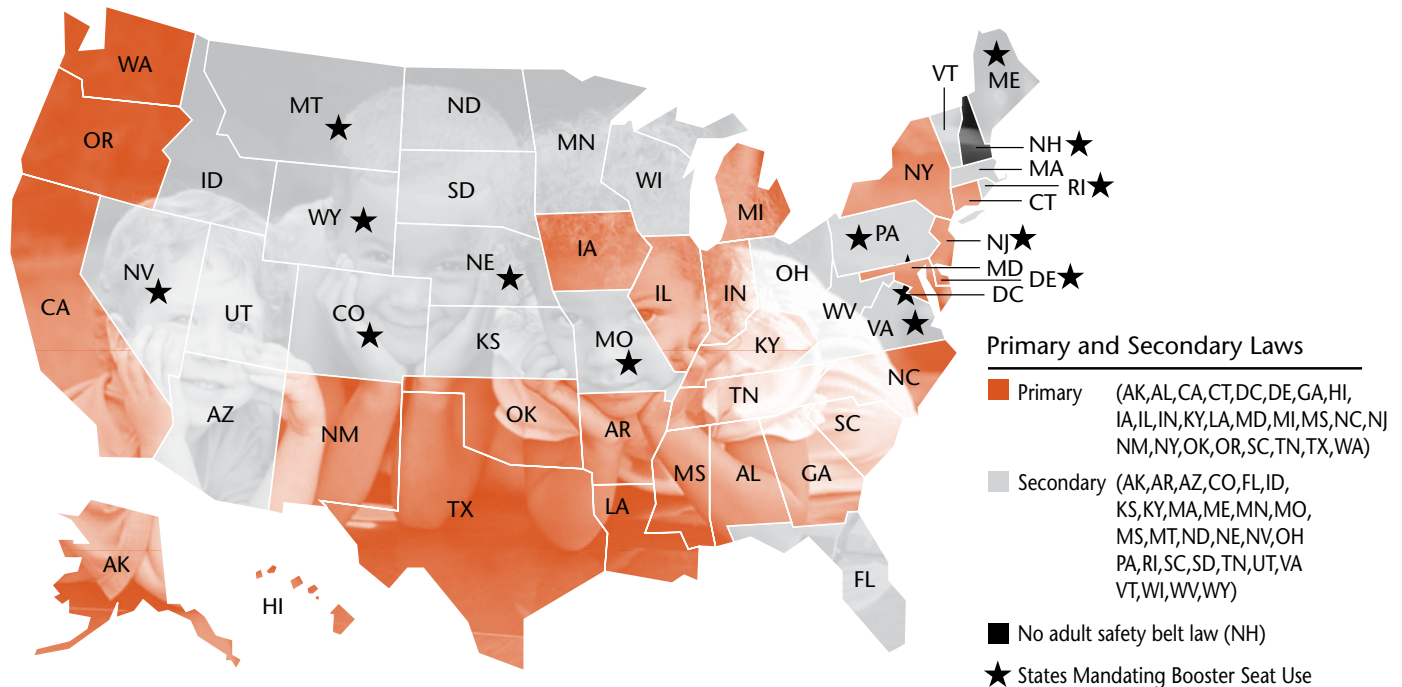 WA
OR
CA
NV
ID
MT
WY
UT
AZ
CO
NM
ND
SD
NE
KS
OK
TX
MN
IA
MO
AR
LA
WI
IL
MI
IN
OH
KY
TN
MS
AL
GA
SC
NC
FL
WV
VA
PA
NY
VT
ME
NH
MA
RI
CT
NJ
MD
DE
DC
AK
HI
Primary and Secondary Laws
Primary (AK,AL,CA,CT,DC,DE,GA,HI,
IA,IL,IN,KY,LA,MD,MI,MS,NC,NJ
NM,NY,OK,OR,SC,TN,TX,WA)
Secondary (AK,AR,AZ,CO,FL,ID,
KS,KY,MA,ME,MN,MO,
MS,MT,ND,NE,NV,OH
PA,RI,SC,SD,TN,UT,VA
VT,WI,WV,WY)
No adult safety belt law (NH)
States Mandating Booster Seat Use